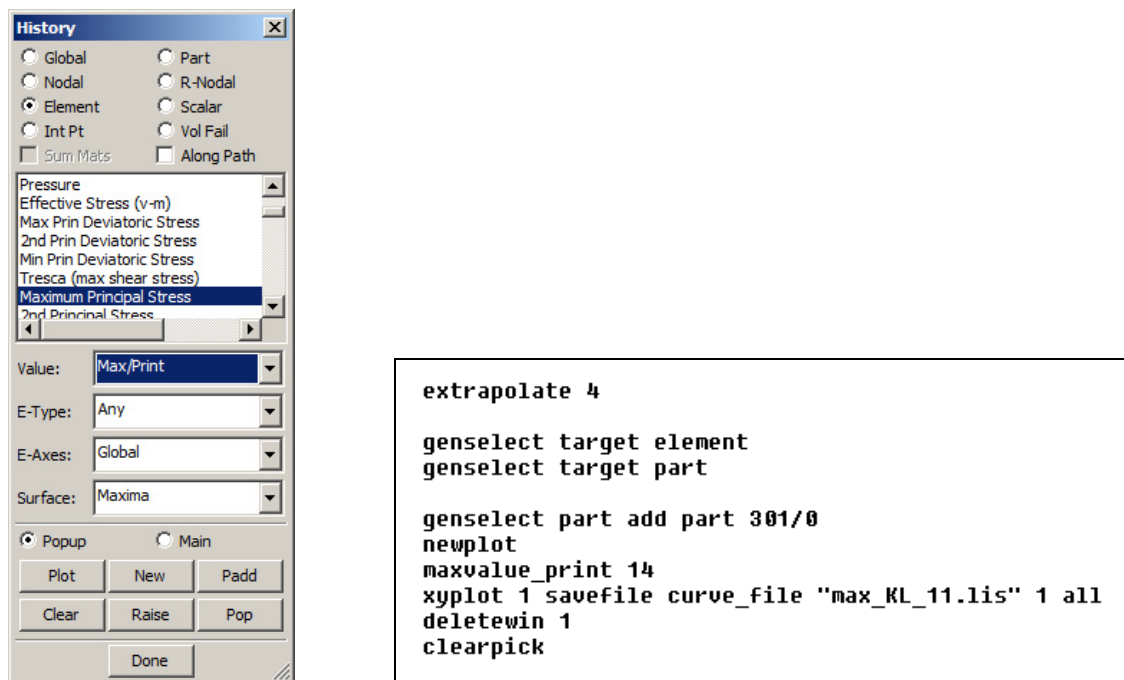 History
Global Part
Nodal R-Nodal
Element Scalar
Int Pt Vol Fail
Sum Mats Along Path
Pressure
Effective Stress (v-m)
Max Prin Deviatoric Stress
2nd Prin Deviatoric Stress
Min Prin Deviatoric Stress
Tresca (max shear stress)
Maximum Principal Stress
2nd Principal Stress
Value: Max/Print
E-Type: Any
E-Axes: Global
Surface: Maxima
Popup Main
Plot New Padd
Clear Raise Pop
Done
extrapolate 4
genselect target element
genselect target part
genselect part add part 301/0
newplot
maxvalue_print 14
xyplot 1 savefile curve_file "max_KL_11.lis" 1 all
deletewin 1
clearpick